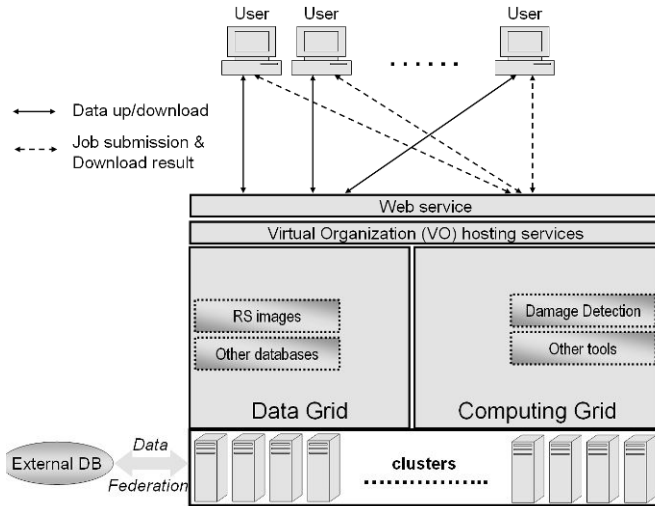 User
User
User
Data up/download
Job submission &
Download result
Web service
Virtual Organization (VO) hosting services
RS images
Other databases
Damage Detection
Other tools
Data Grid
Computing Grid
External DB
Data
Federation
clusters